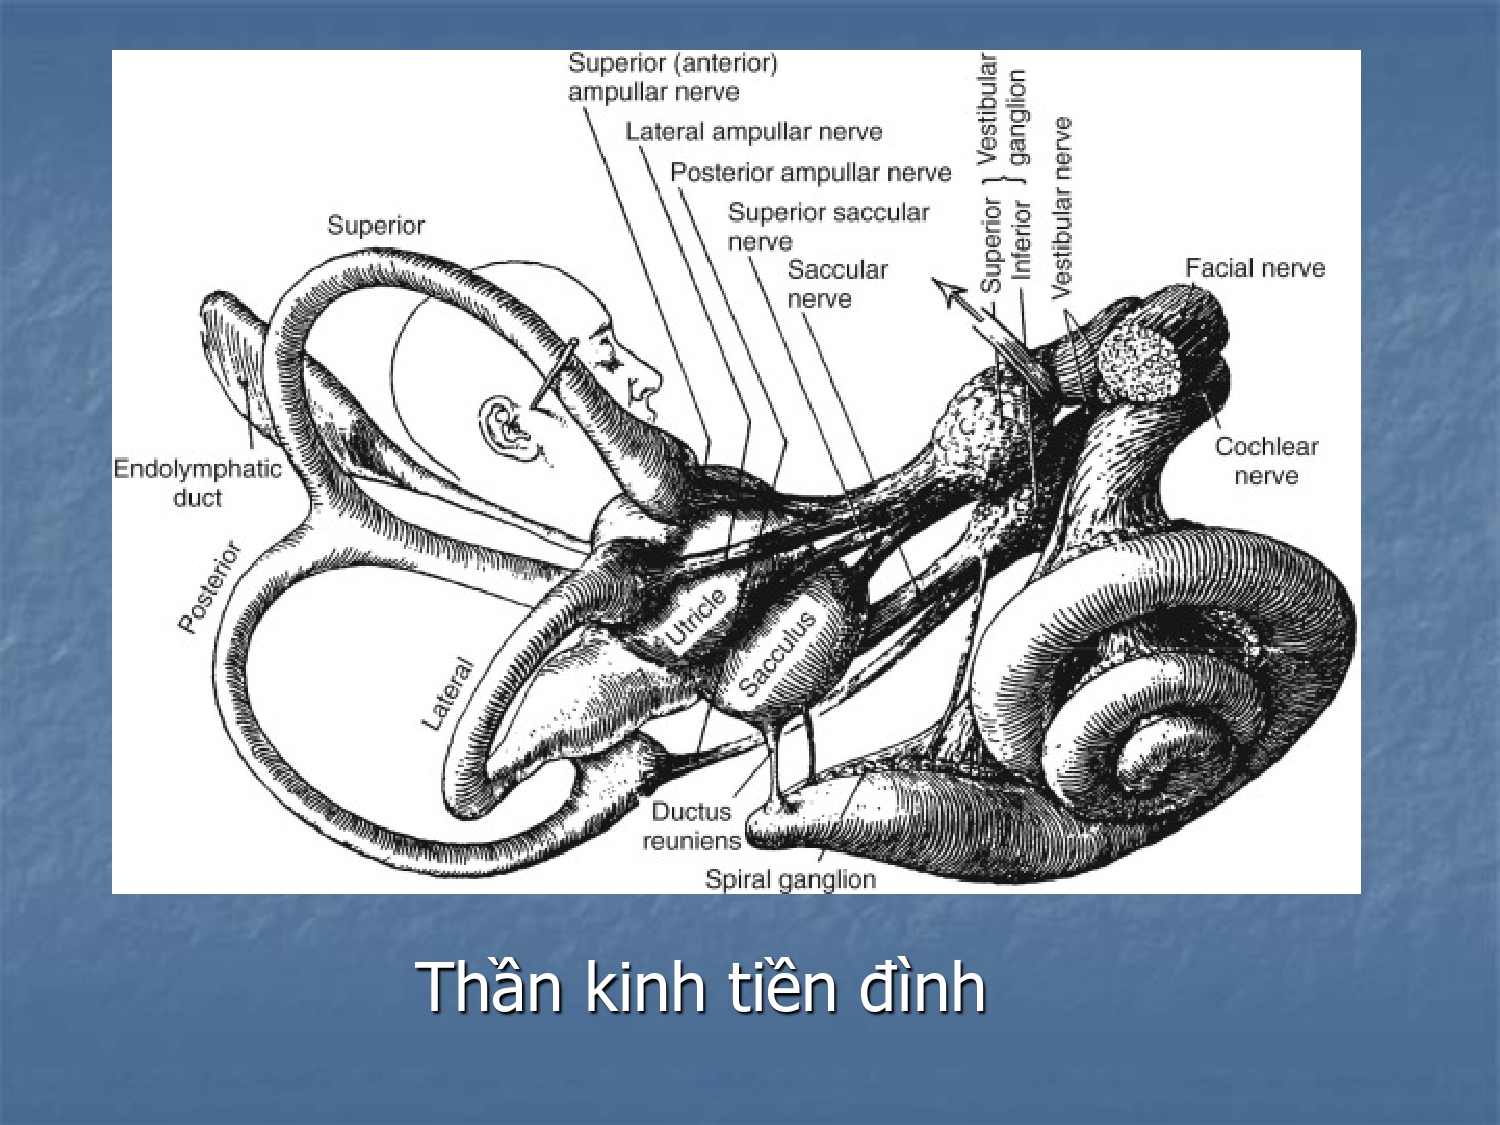 Superior (anterior)
ampullar nerve
Lateral ampullar nerve
Posterior ampullar nerve
Superior saccular
nerve
Saccular
nerve
Superior
Inferior
} Vestibular
} ganglion
Vestibular nerve
Facial nerve
Cochlear
nerve
Superior
Endolymphatic
duct
Posterior
Lateral
Utricle
Sacculus
Ductus
reuniens
Spiral ganglion
Thần kinh tiền đình